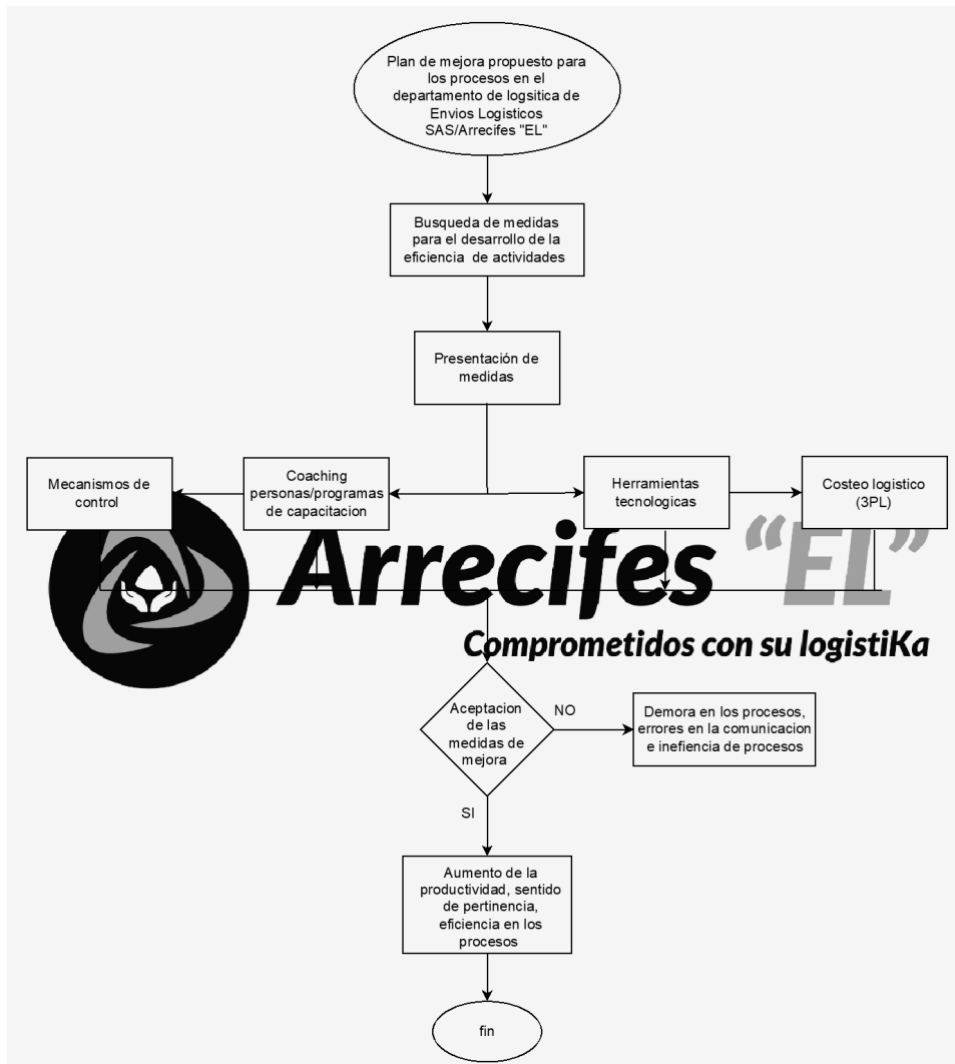 Plan de mejora propuesto para
los procesos en el
departamento de logsitica de
Envios Logisticos
SAS/Arrecifes "EL"
Busqueda de medidas
para el desarrollo de la
eficiencia de actividades
Presentación de
medidas
Mecanismos de
control
Coaching
personas/programas
de capacitacion
Herramientas
tecnologicas
Costeo logistico
(3PL)
Arrecifes “EL”
Comprometidos con su logistiKa
Aceptacion
de las
medidas de
mejora
NO
Demora en los procesos,
errores en la comunicacion
e inefiencia de procesos
SI
Aumento de la
productividad, sentido
de pertinencia,
eficiencia en los
procesos
fin